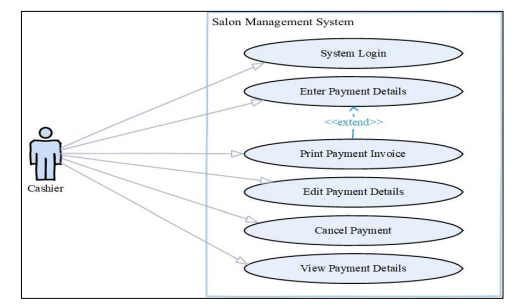 Salon Management System
System Login
Enter Payment Details
<<extend>>
Print Payment Invoice
Edit Payment Details
Cashier
Cancel Payment
View Payment Details